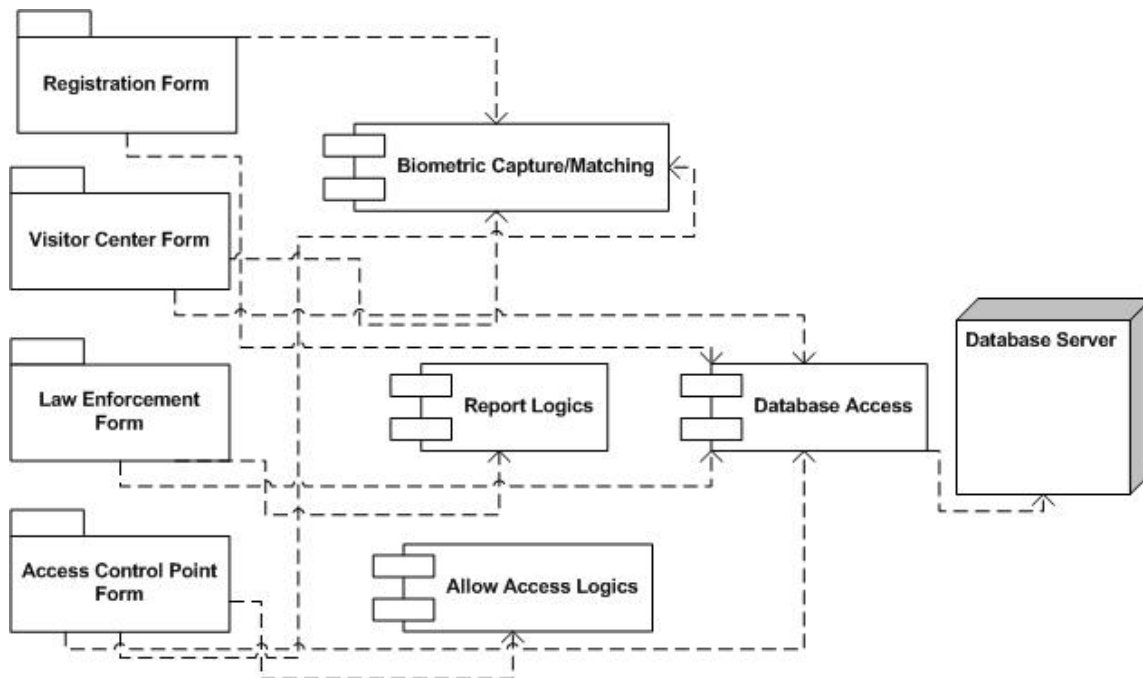 Registration Form
Biometric Capture/Matching
Visitor Center Form
Database Server
Law Enforcement
Form
Report Logics
Database Access
Access Control Point
Form
Allow Access Logics